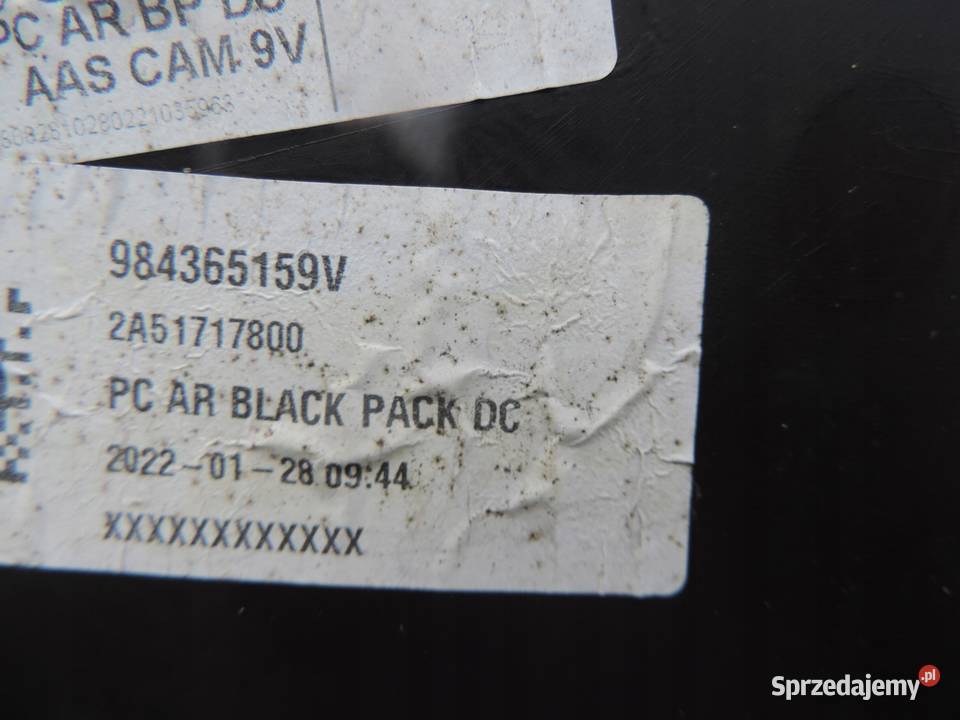 PC AR BP DC
AAS CAM 9V
984365159V
2A51717800
PC AR BLACK PACK DC
2022-01-28 09:44
XXXXXXXXXXXX
Sprzedajemy.pl